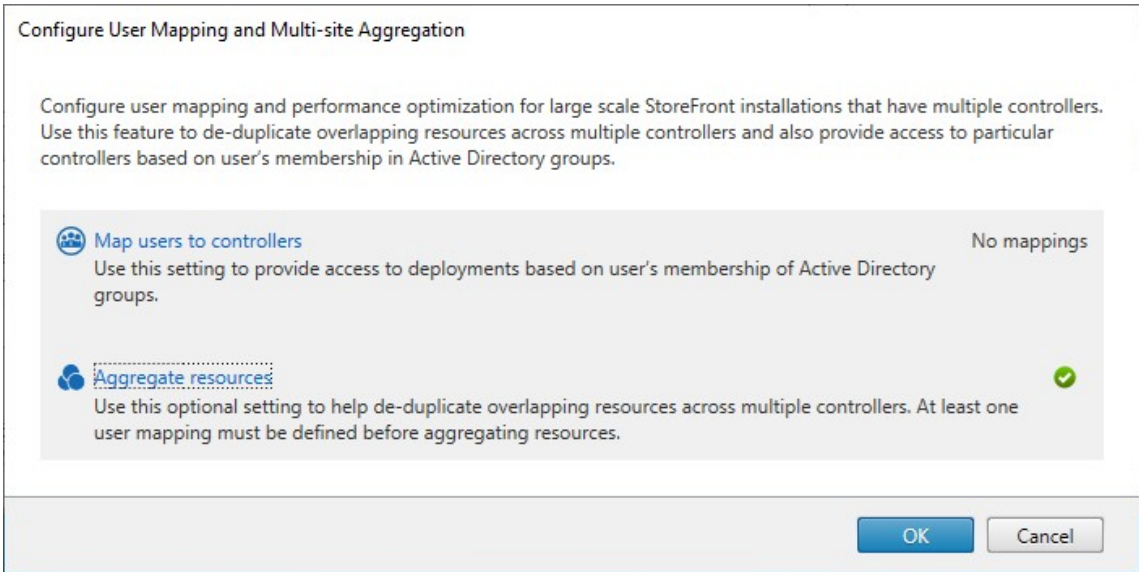 Configure User Mapping and Multi-site Aggregation
Configure user mapping and performance optimization for large scale StoreFront installations that have multiple controllers.
Use this feature to de-duplicate overlapping resources across multiple controllers and also provide access to particular
controllers based on user's membership in Active Directory groups.
Map users to controllers
No mappings
Use this setting to provide access to deployments based on user's membership of Active Directory
groups.
Aggregate resources
Use this optional setting to help de-duplicate overlapping resources across multiple controllers. At least one
user mapping must be defined before aggregating resources.
OK
Cancel